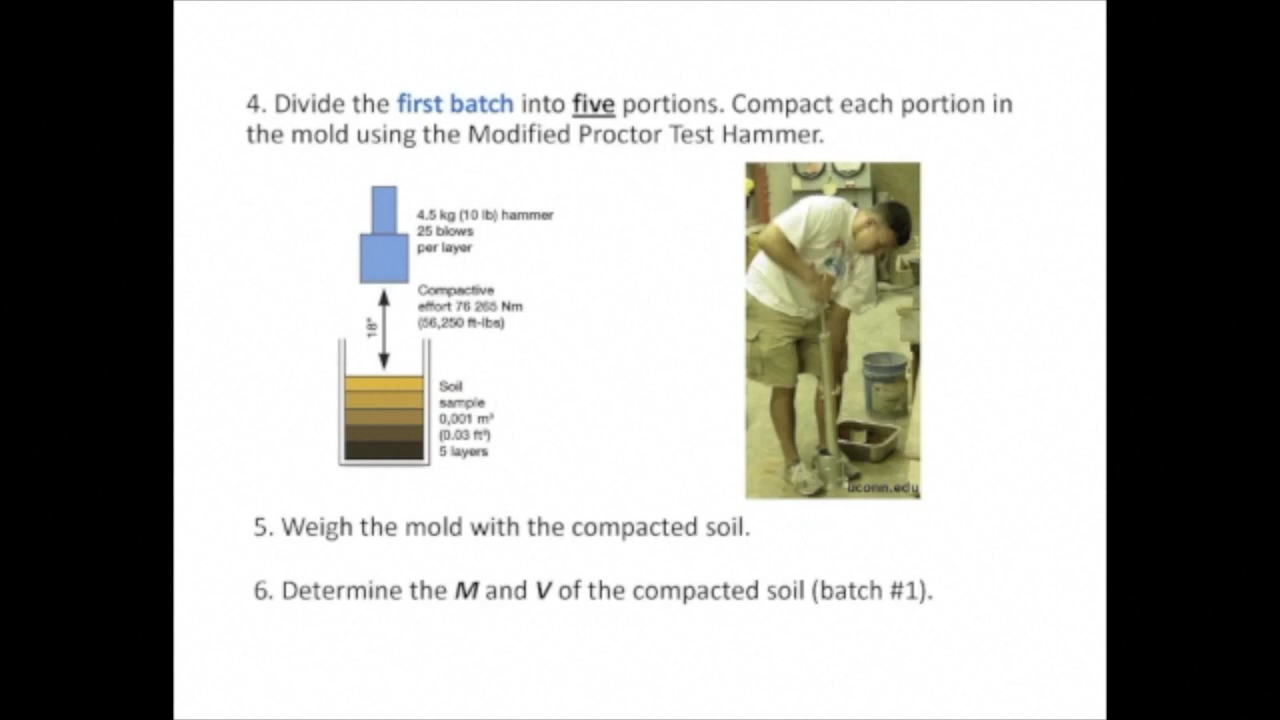 4. Divide the first batch into five portions. Compact each portion in
the mold using the Modified Proctor Test Hammer.
4.5 kg (10 lb) hammer
25 blows
per layer
Compactive
effort 76 265 Nm
(56,250 ft-lbs)
18"
Soil
sample
0,001 m³
(0.03 ft³)
5 layers
uconn.edu
5. Weigh the mold with the compacted soil.
6. Determine the M and V of the compacted soil (batch #1).